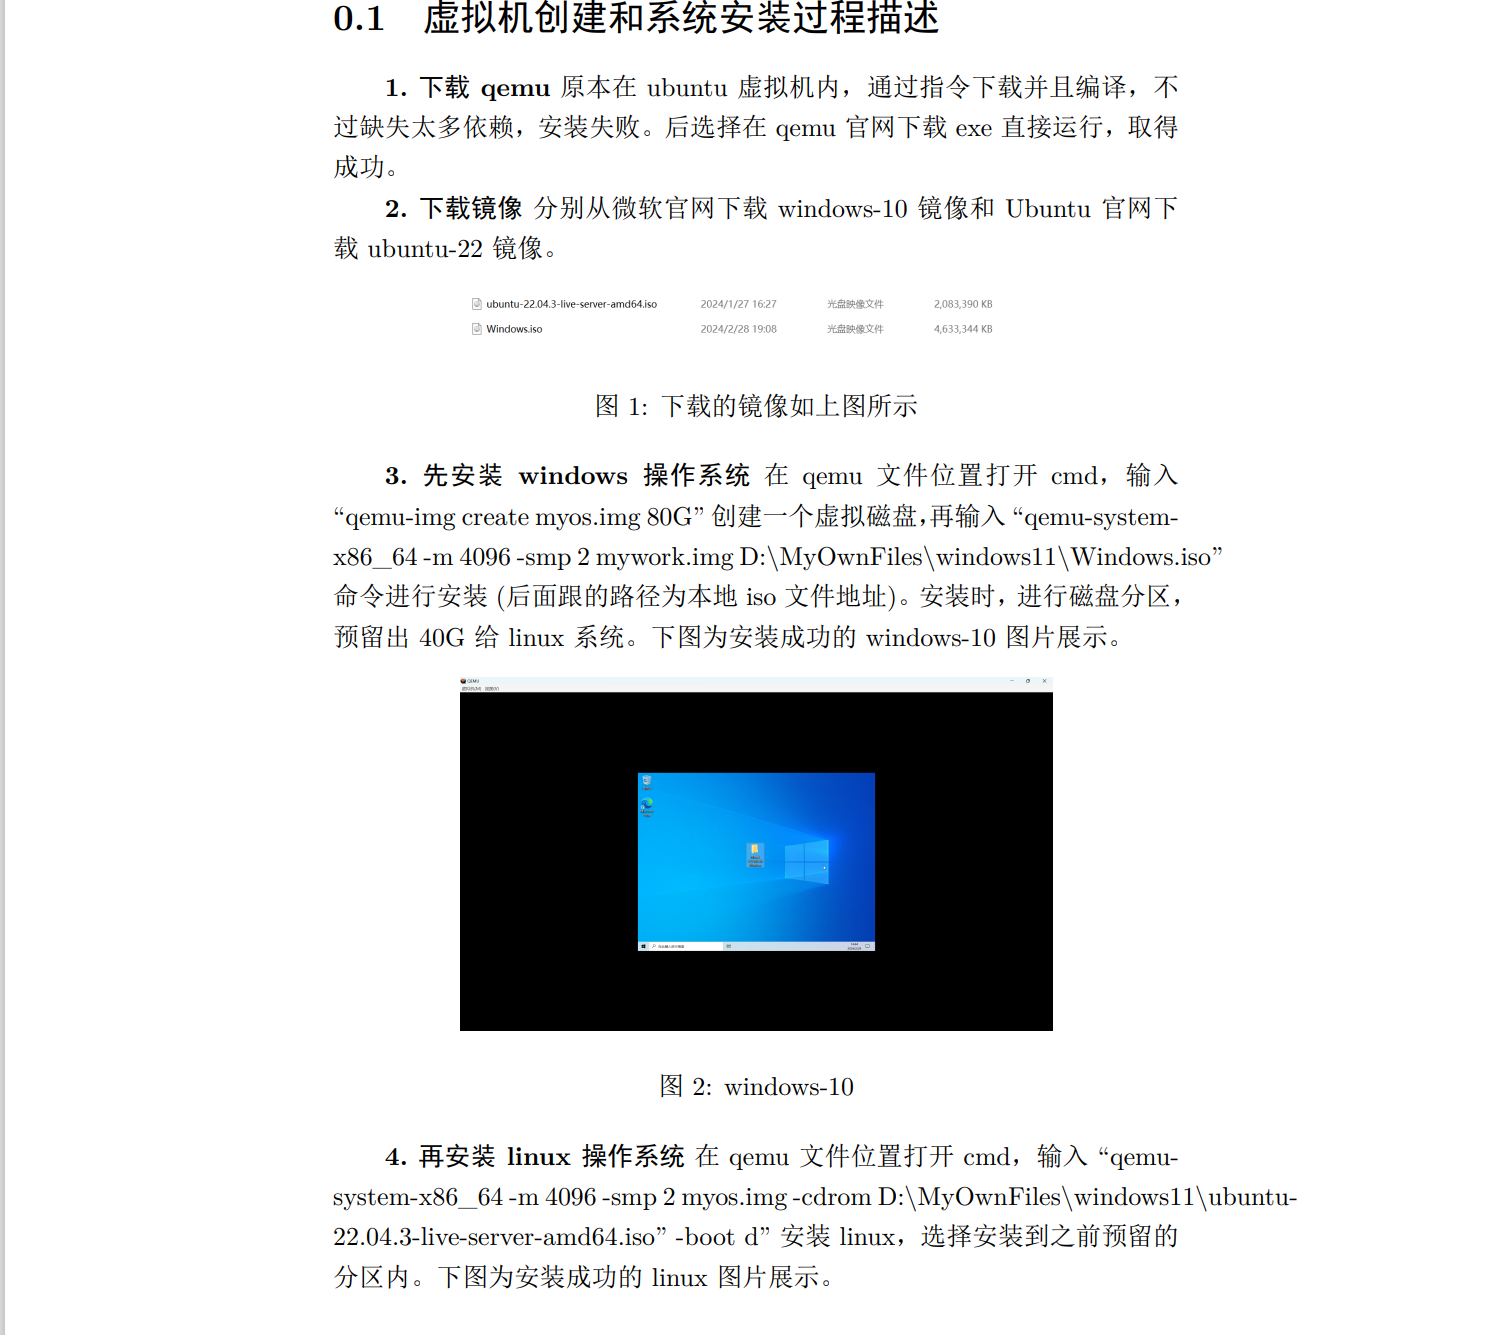 0.1 虚拟机创建和系统安装过程描述
1. 下载 qemu 原本在 ubuntu 虚拟机内，通过指令下载并且编译，不
过缺失太多依赖，安装失败。后选择在 qemu 官网下载 exe 直接运行，取得
成功。
2. 下载镜像 分别从微软官网下载 windows-10 镜像和 Ubuntu 官网下
载 ubuntu-22 镜像。
ubuntu-22.04.3-live-server-amd64.iso 2024/1/27 16:27 光盘映像文件 2,083,390 KB
Windows.iso 2024/2/28 19:08 光盘映像文件 4,633,344 KB
图 1: 下载的镜像如上图所示
3. 先安装 windows 操作系统 在 qemu 文件位置打开 cmd，输入
“qemu-img create myos.img 80G” 创建一个虚拟磁盘，再输入 “qemu-system-
x86_64 -m 4096 -smp 2 mywork.img D:\MyOwnFiles\windows11\Windows.iso”
命令进行安装 (后面跟的路径为本地 iso 文件地址)。安装时，进行磁盘分区，
预留出 40G 给 linux 系统。下图为安装成功的 windows-10 图片展示。
QEMU
图 2: windows-10
4. 再安装 linux 操作系统 在 qemu 文件位置打开 cmd，输入 “qemu-
system-x86_64 -m 4096 -smp 2 myos.img -cdrom D:\MyOwnFiles\windows11\ubuntu-
22.04.3-live-server-amd64.iso” -boot d” 安装 linux，选择安装到之前预留的
分区内。下图为安装成功的 linux 图片展示。